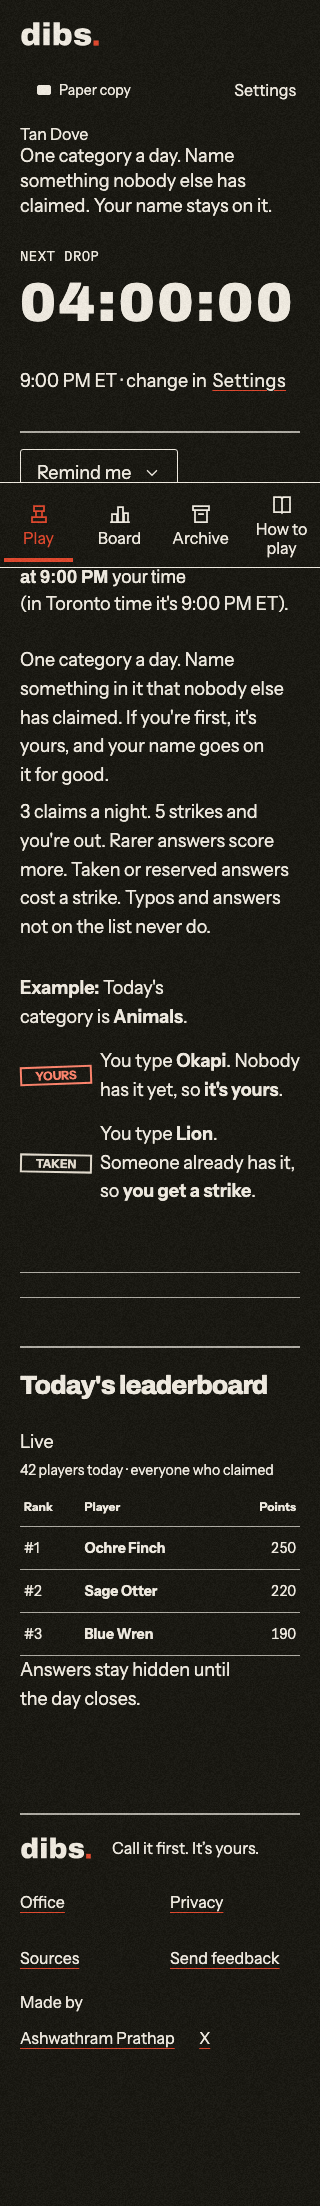 dibs.
Paper copy
Settings
Tan Dove
One category a day. Name
something nobody else has
claimed. Your name stays on it.
NEXT DROP
04:00:00
9:00 PM ET · change in Settings
Remind me
Play
Board
Archive
How to
play
at 9:00 PM your time
(in Toronto time it's 9:00 PM ET).
One category a day. Name
something in it that nobody else
has claimed. If you're first, it's
yours, and your name goes on
it for good.
3 claims a night. 5 strikes and
you're out. Rarer answers score
more. Taken or reserved answers
cost a strike. Typos and answers
not on the list never do.
Example: Today's
category is Animals.
YOURS
You type Okapi. Nobody
has it yet, so it's yours.
TAKEN
You type Lion.
Someone already has it,
so you get a strike.
Today's leaderboard
Live
42 players today · everyone who claimed
Rank Player Points
#1 Ochre Finch 250
#2 Sage Otter 220
#3 Blue Wren 190
Answers stay hidden until
the day closes.
dibs. Call it first. It's yours.
Office Privacy
Sources Send feedback
Made by
Ashwathram Prathap X